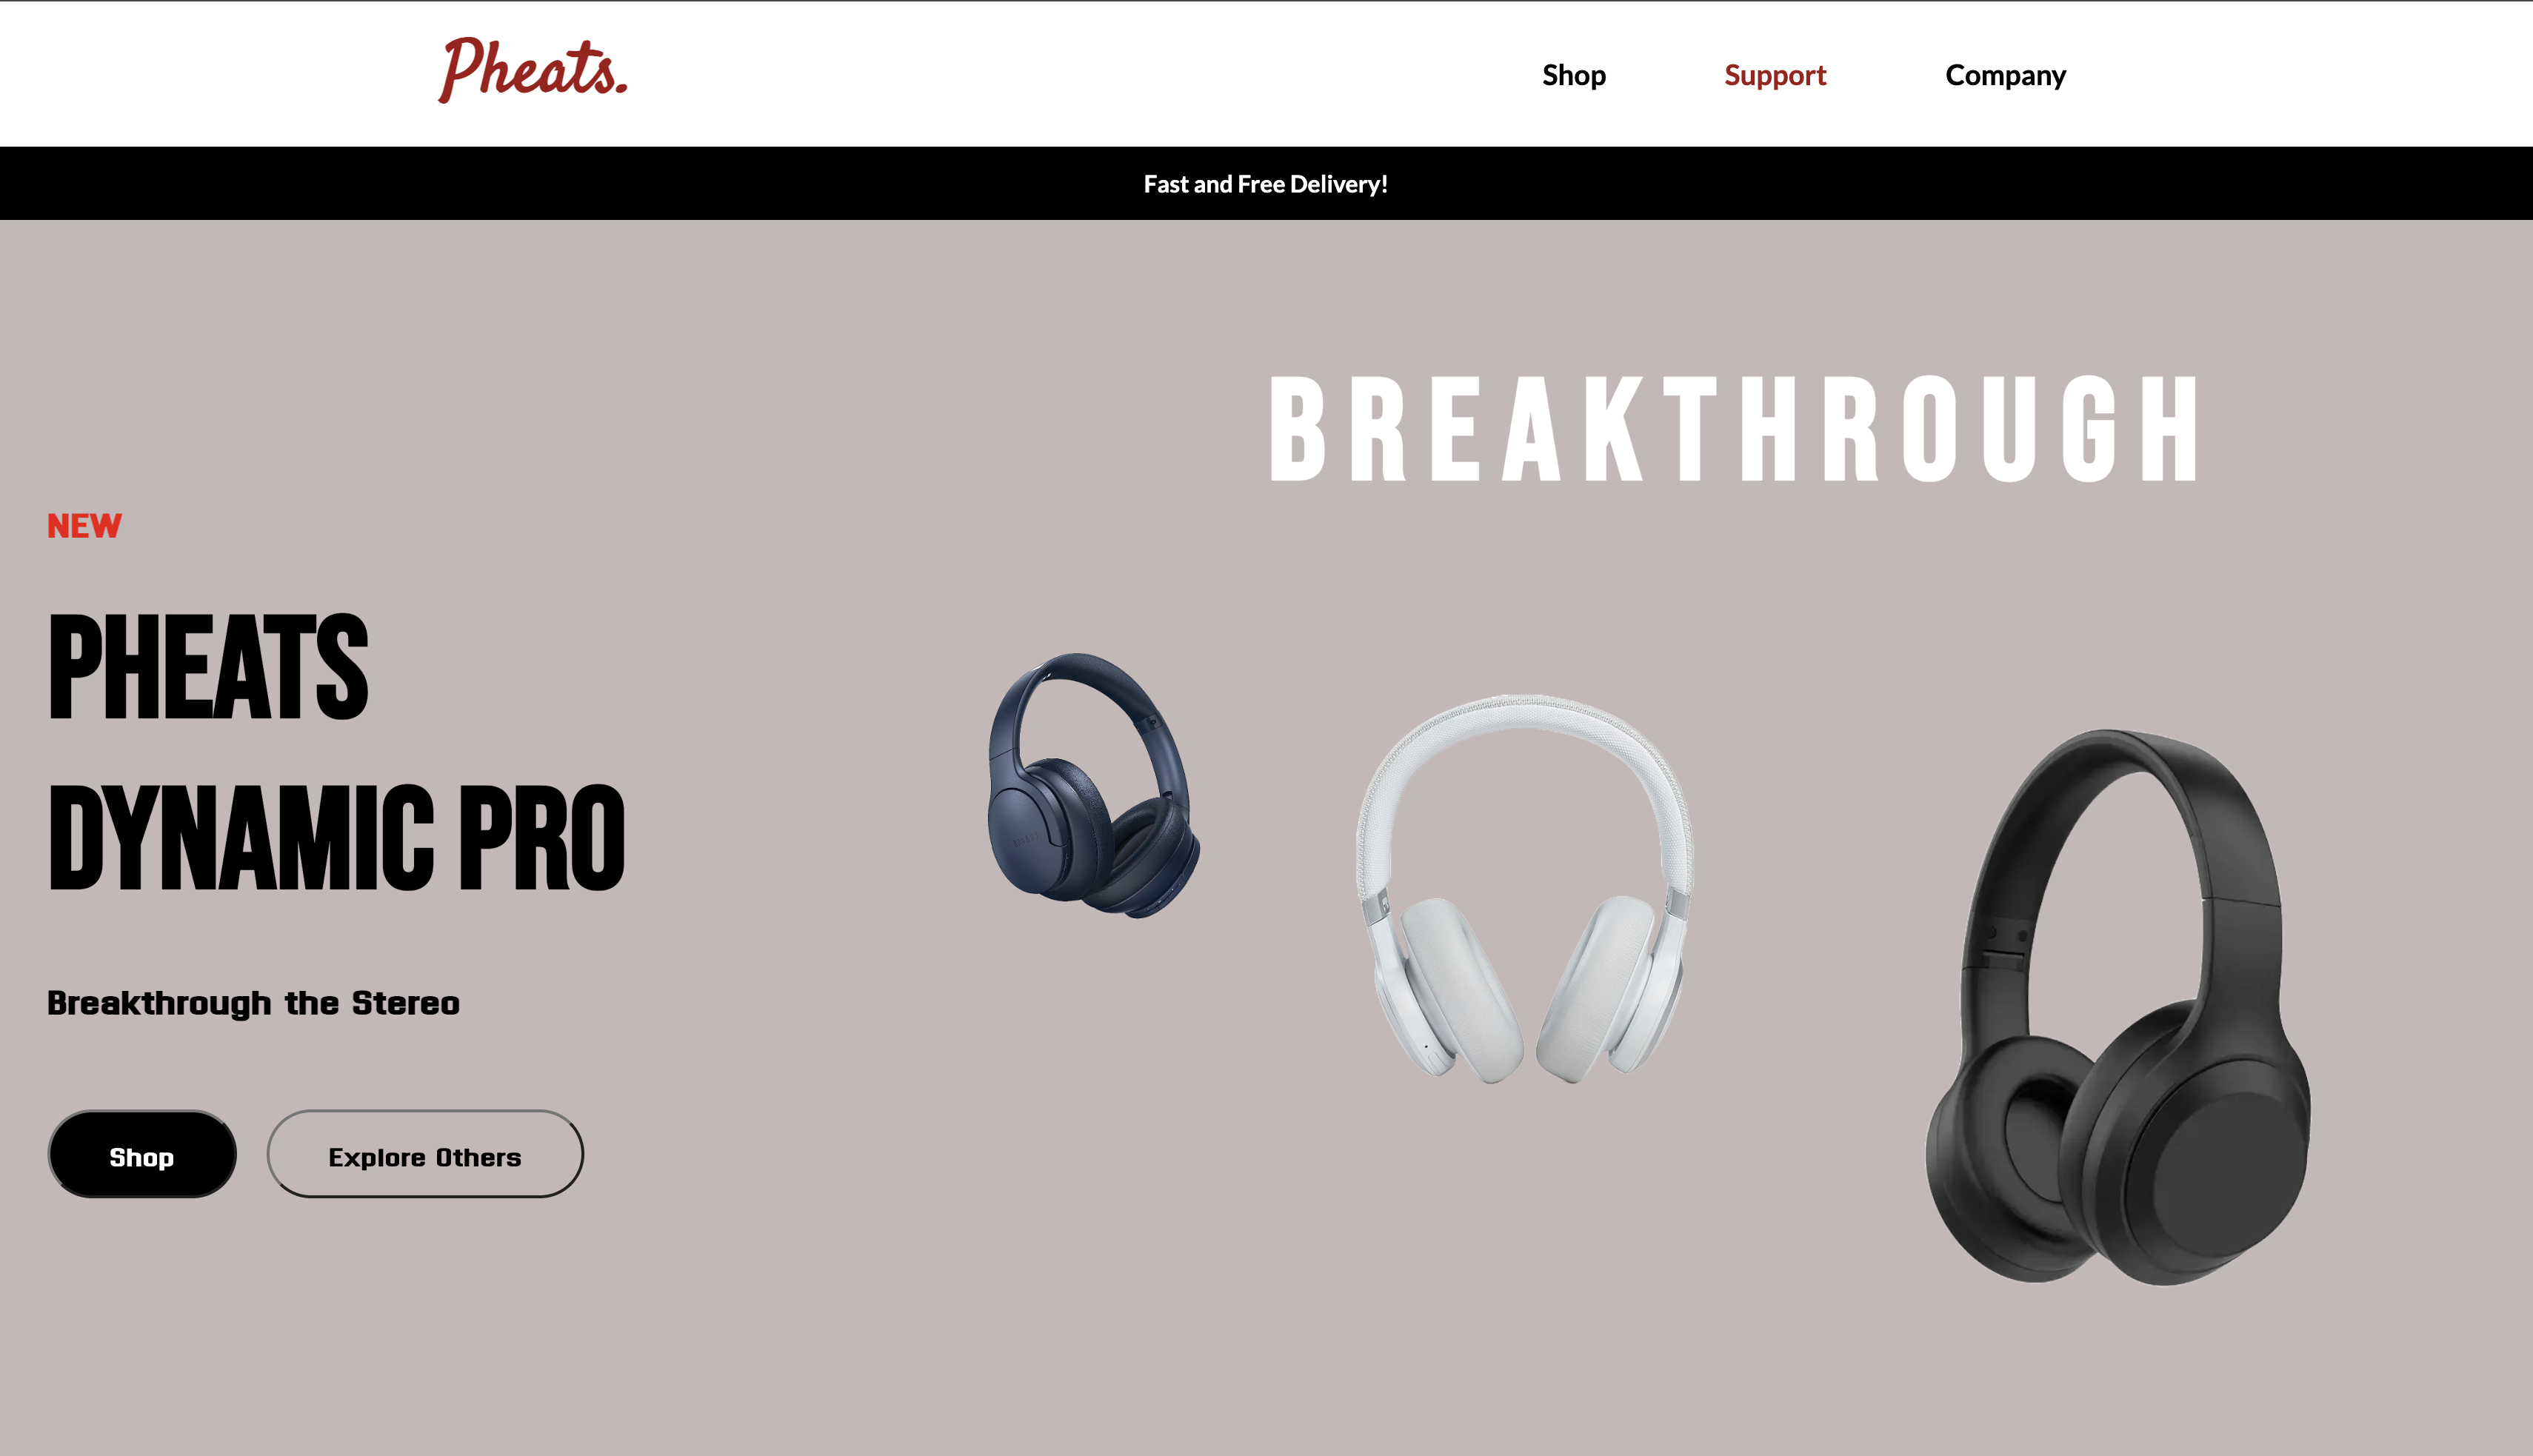 Pheats.
Shop
Support
Company
Fast and Free Delivery!
BREAKTHROUGH
NEW
PHEATS
DYNAMIC PRO
Breakthrough the Stereo
Shop
Explore Others